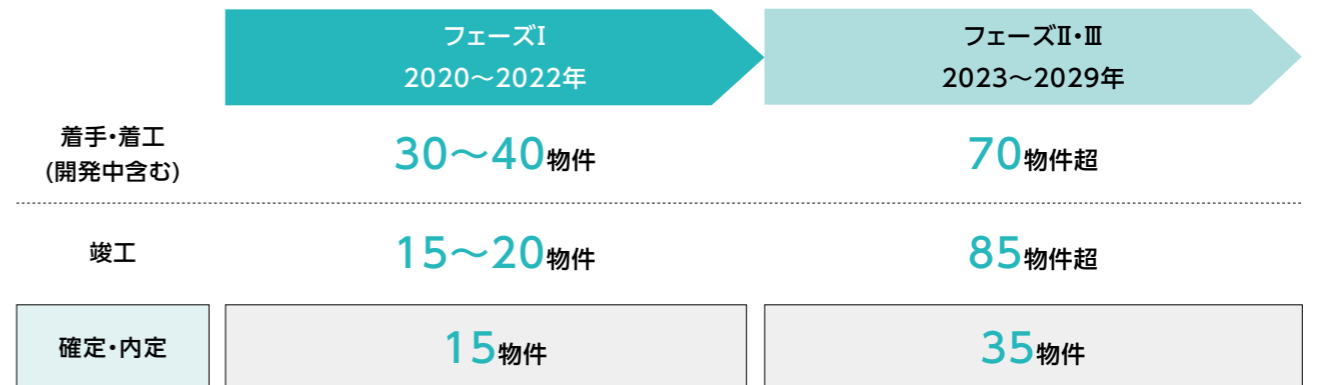 フェーズI
2020～2022年
フェーズⅡ・Ⅲ
2023～2029年
着手・着工
(開発中含む)
30～40物件
70物件超
竣工
15～20物件
85物件超
確定・内定
15物件
35物件